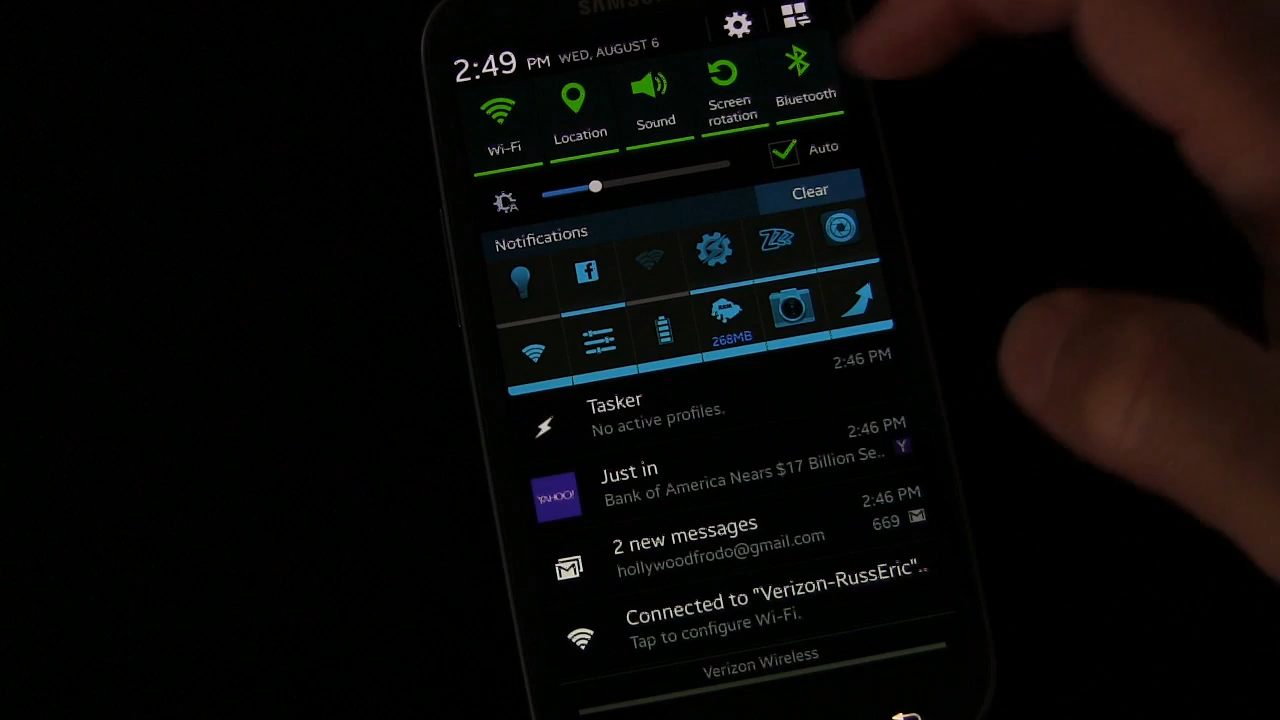 SAMSUNG
2:49 PM WED, AUGUST 6
Wi-Fi
Location
Sound
Screen rotation
Bluetooth
Auto
Notifications
Clear
268MB
Tasker
2:46 PM
No active profiles.
Just in
2:46 PM
YAHOO!
Bank of America Nears $17 Billion Se..
Y
2 new messages
2:46 PM
hollywoodfrodo@gmail.com
669
Connected to "Verizon-RussEric"..
Tap to configure Wi-Fi.
Verizon Wireless